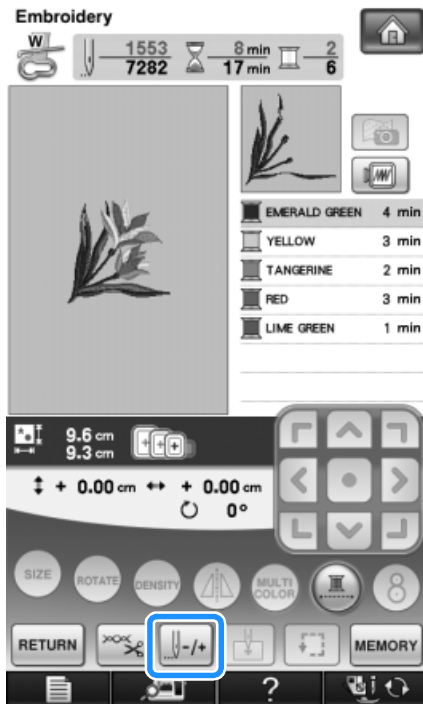 Embroidery
W
1553 8 min 2
7282 17 min 6
EMERALD GREEN 4 min
YELLOW 3 min
TANGERINE 2 min
RED 3 min
LIME GREEN 1 min
9.6 cm
9.3 cm
+ 0.00 cm + 0.00 cm
0°
SIZE
ROTATE
DENSITY
MULTI
COLOR
8
RETURN
-/+
MEMORY
?